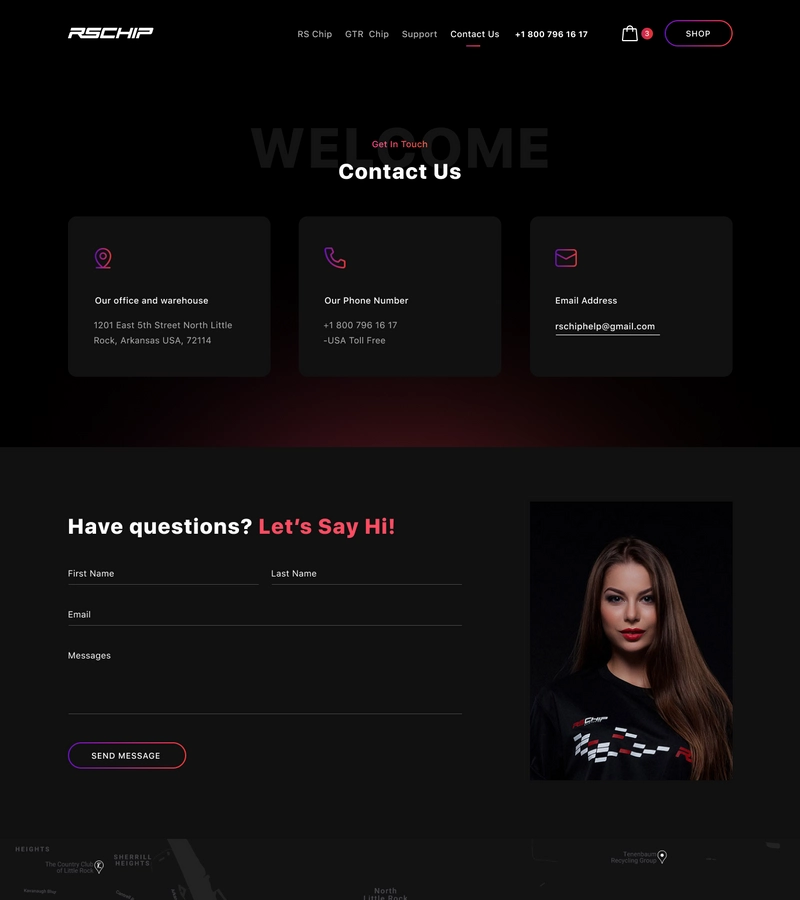 RSCHIP
RS Chip
GTR Chip
Support
Contact Us
+1 800 796 16 17
3
SHOP
WELCOME
Get In Touch
Contact Us
Our office and warehouse
1201 East 5th Street North Little
Rock, Arkansas USA, 72114
Our Phone Number
+1 800 796 16 17
-USA Toll Free
Email Address
rschiphelp@gmail.com
Have questions? Let's Say Hi!
First Name
Last Name
Email
Messages
SEND MESSAGE
RSCHIP
HEIGHTS
The Country Club
of Little Rock
SHERRILL
HEIGHTS
Tenenbaum
Recycling Group
North
Little Rock